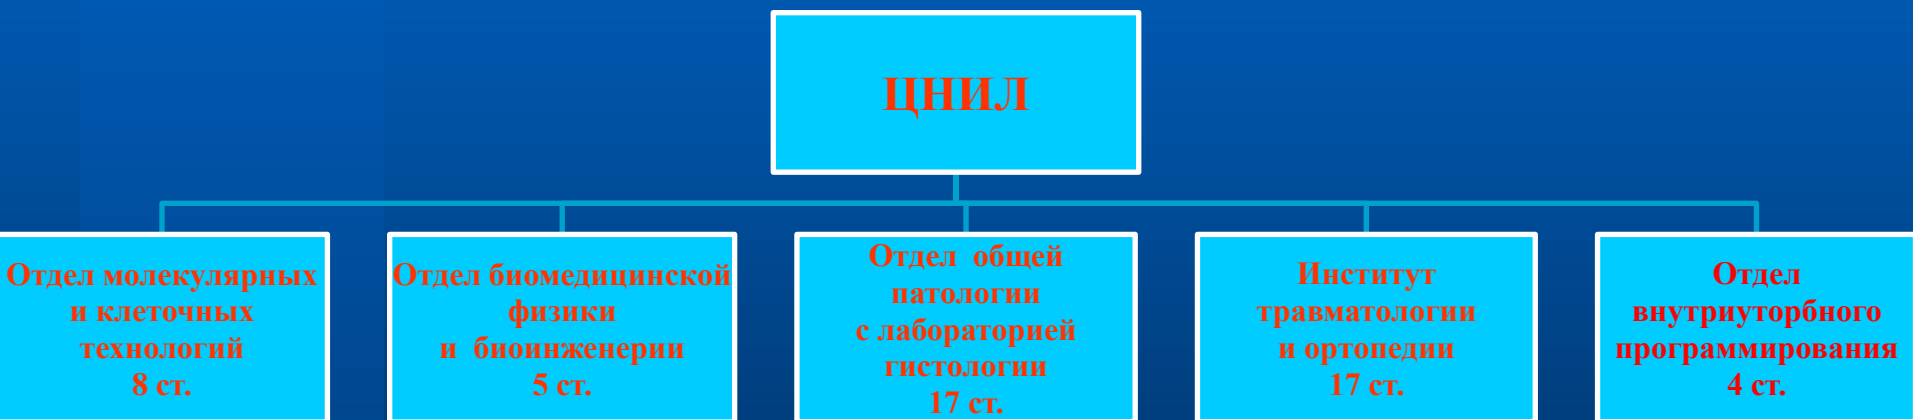 ЦНИЛ
Отдел молекулярных
и клеточных
технологий
8 ст.
Отдел биомедицинской
физики
и биоинженерии
5 ст.
Отдел общей
патологии
с лабораторией
гистологии
17 ст.
Институт
травматологии
и ортопедии
17 ст.
Отдел
внутриуторбного
программирования
4 ст.